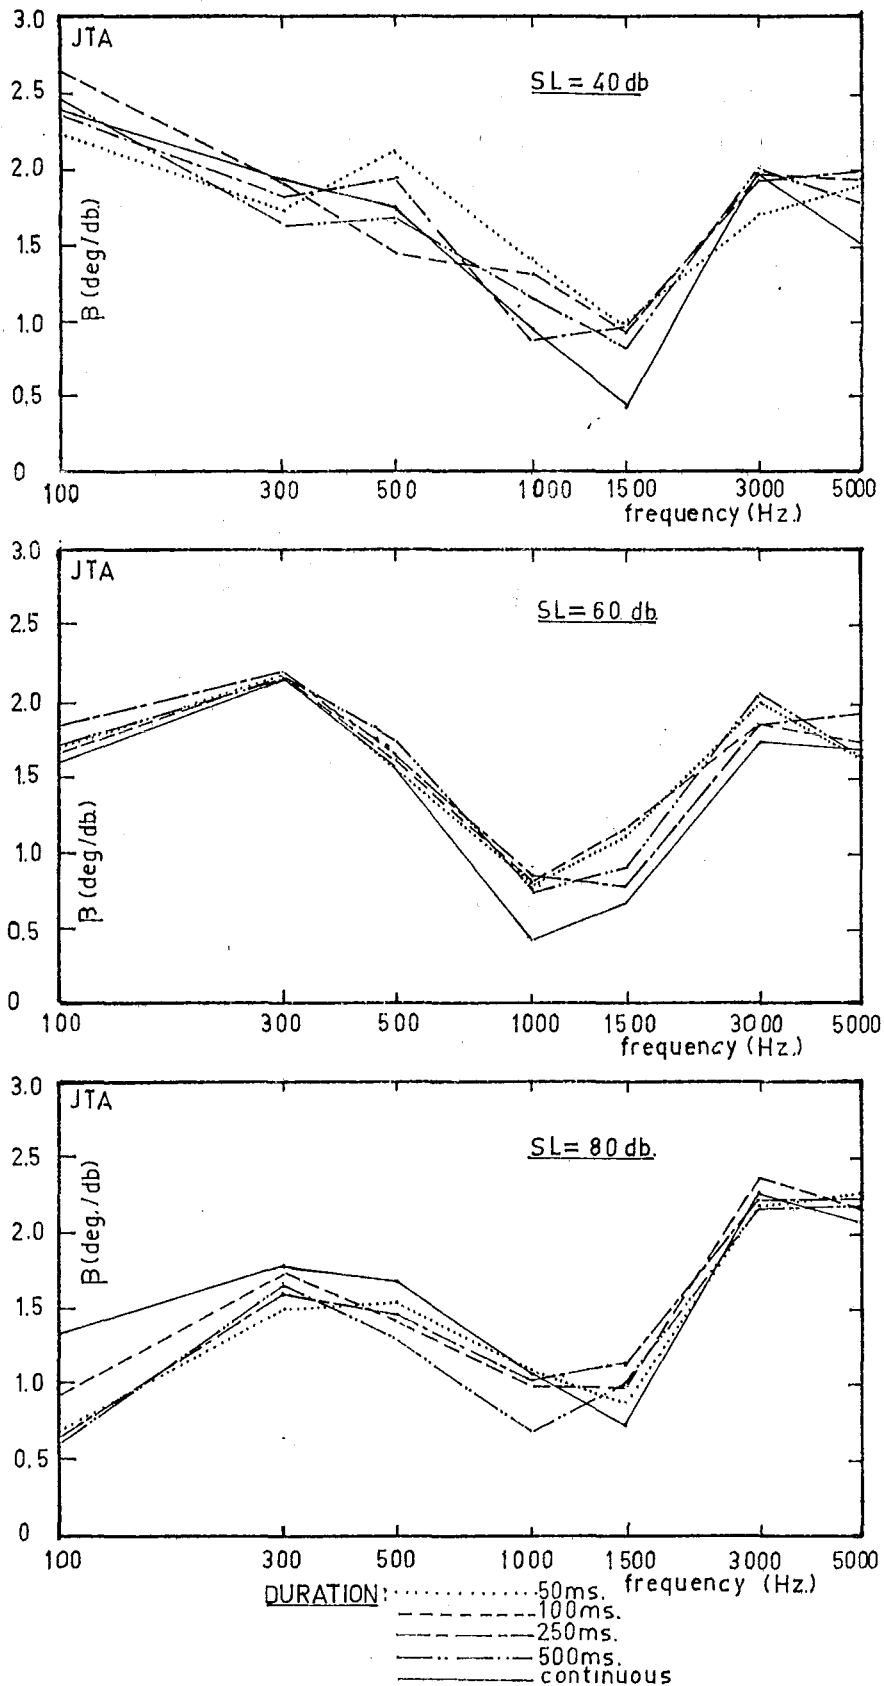 3.0
JTA
SL = 40 db
2.5
2.0
1.5
β (deg/db.)
1.0
0.5
0
100 300 500 1000 1500 3000 5000
frequency (Hz.)
3.0
JTA
SL = 60 db.
2.5
2.0
1.5
β (deg/db.)
1.0
0.5
0
100 300 500 1000 1500 3000 5000
frequency (Hz.)
3.0
JTA
SL = 80 db.
2.5
β (deg./db)
2.0
1.5
1.0
0.5
0
100 300 500 1000 1500 3000 5000
frequency (Hz.)
DURATION: 50ms.
100ms.
250ms.
500ms.
continuous